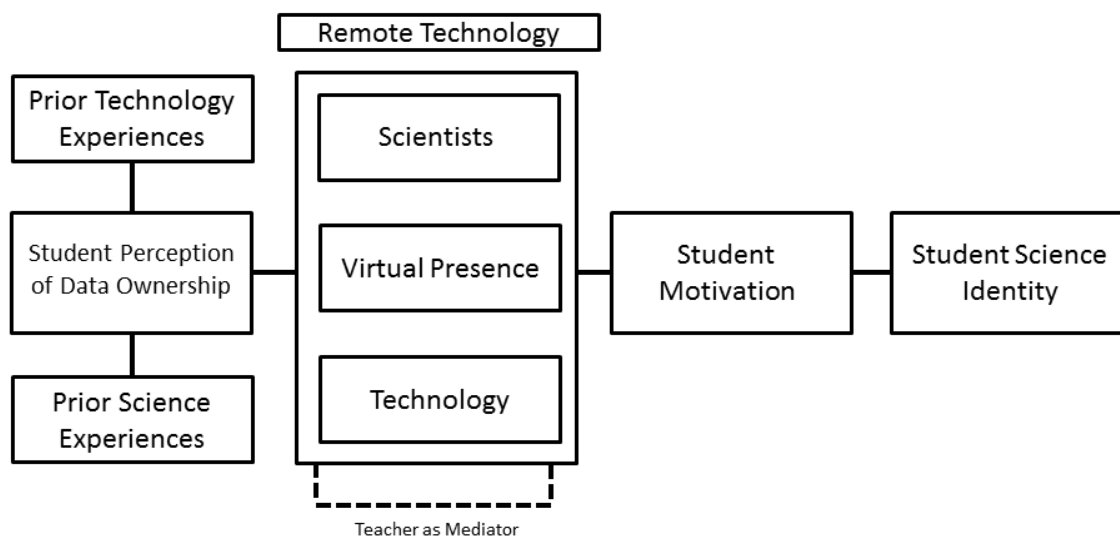 Remote Technology
Prior Technology
Experiences
Student Perception
of Data Ownership
Prior Science
Experiences
Scientists
Virtual Presence
Technology
Teacher as Mediator
Student
Motivation
Student Science
Identity